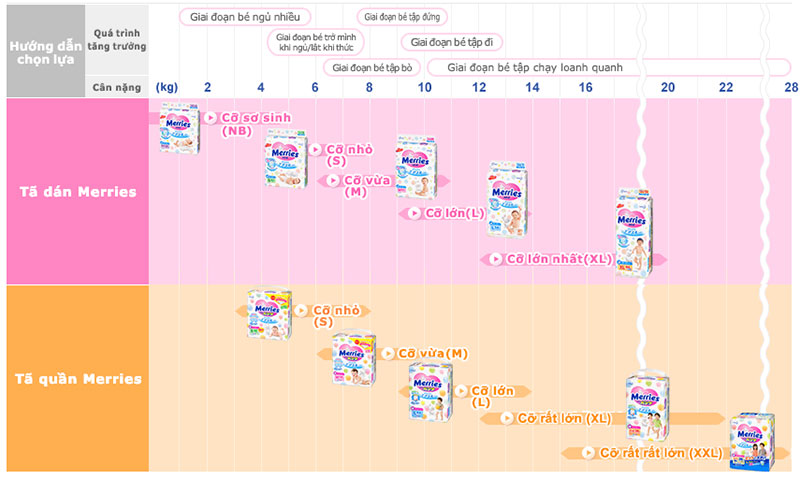 Hướng dẫn
chọn lựa
Quá trình
tăng trưởng
Giai đoạn bé ngủ nhiều
Giai đoạn bé tập đứng
Giai đoạn bé trở mình
khi ngủ/lăt khi thức
Giai đoạn bé tập đi
Giai đoạn bé tập bò
Giai đoạn bé tập chạy loanh quanh
Cân nặng
(kg) 2 4 6 8 10 12 14 16 18 20 22 28
Tã dán Merries
Cỡ sơ sinh
(NB)
Cỡ nhỏ
(S)
Cỡ vừa
(M)
Cỡ lớn(L)
Cỡ lớn nhất(XL)
Merries
Merries
Merries
Merries
Merries
Tã quần Merries
Cỡ nhỏ
(S)
Cỡ vừa(M)
Cỡ lớn
(L)
Cỡ rất lờn (XL)
Cỡ rất rất lớn (XXL)
Merries
Merries
Merries
Merries
Merries